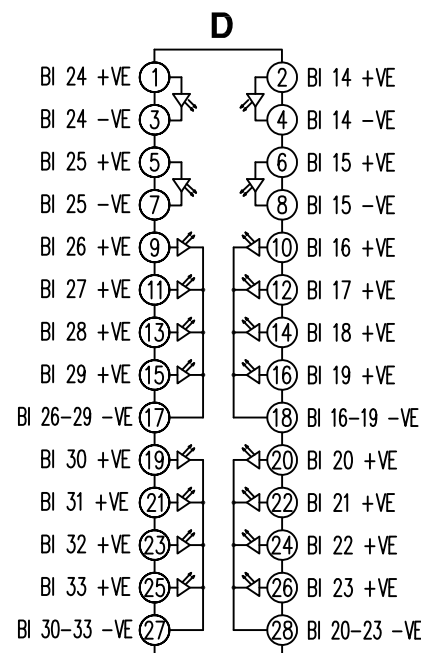 D
BI 24 +VE 1 2 BI 14 +VE
BI 24 -VE 3 4 BI 14 -VE
BI 25 +VE 5 6 BI 15 +VE
BI 25 -VE 7 8 BI 15 -VE
BI 26 +VE 9 10 BI 16 +VE
BI 27 +VE 11 12 BI 17 +VE
BI 28 +VE 13 14 BI 18 +VE
BI 29 +VE 15 16 BI 19 +VE
BI 26-29 -VE 17 18 BI 16-19 -VE
BI 30 +VE 19 20 BI 20 +VE
BI 31 +VE 21 22 BI 21 +VE
BI 32 +VE 23 24 BI 22 +VE
BI 33 +VE 25 26 BI 23 +VE
BI 30-33 -VE 27 28 BI 20-23 -VE